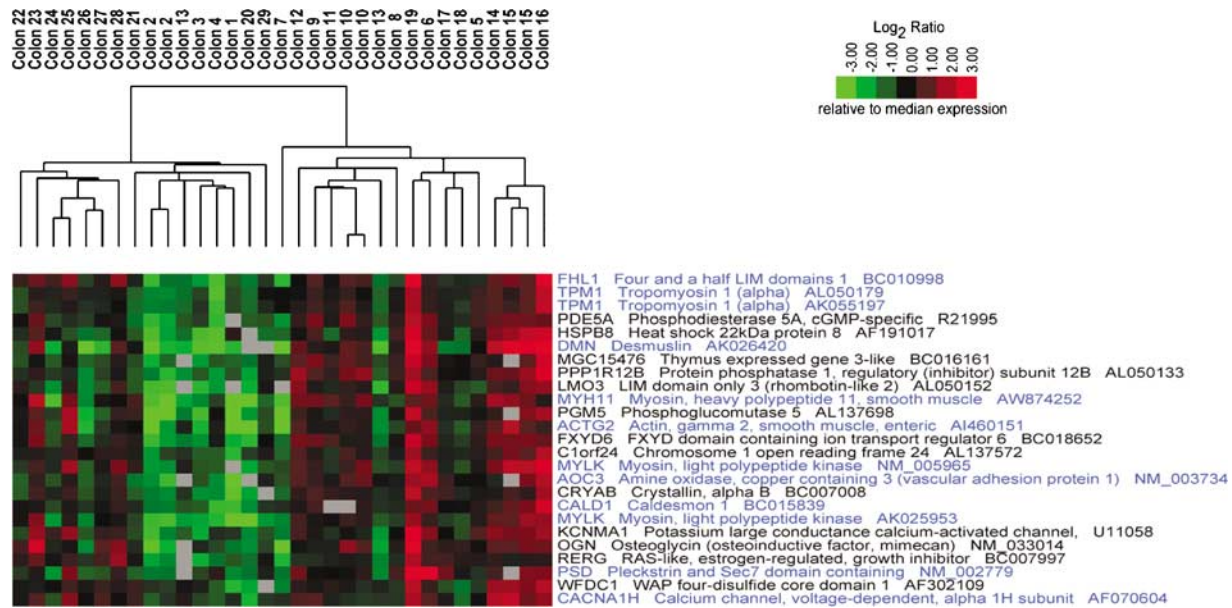 Colon 22
Colon 23
Colon 24
Colon 25
Colon 26
Colon 27
Colon 28
Colon 21
Colon 2
Colon 2
Colon 13
Colon 3
Colon 4
Colon 1
Colon 20
Colon 29
Colon 7
Colon 12
Colon 9
Colon 11
Colon 10
Colon 10
Colon 13
Colon 8
Colon 19
Colon 6
Colon 17
Colon 18
Colon 5
Colon 14
Colon 15
Colon 15
Colon 16
Log2 Ratio
-3.00
-2.00
-1.00
0.00
1.00
2.00
3.00
relative to median expression
FHL1 Four and a half LIM domains 1 BC010998
TPM1 Tropomyosin 1 (alpha) AL050179
TPM1 Tropomyosin 1 (alpha) AK055197
PDE5A Phosphodiesterase 5A, cGMP-specific R21995
HSPB8 Heat shock 22kDa protein 8 AF191017
DMN Desmuslin AK026420
MGC15476 Thymus expressed gene 3-like BC016161
PPP1R12B Protein phosphatase 1, regulatory (inhibitor) subunit 12B AL050133
LMO3 LIM domain only 3 (rhombotin-like 2) AL050152
MYH11 Myosin, heavy polypeptide 11, smooth muscle AW874252
PGM5 Phosphoglucomutase 5 AL137698
ACTG2 Actin, gamma 2, smooth muscle, enteric AI460151
FXYD6 FXYD domain containing ion transport regulator 6 BC018652
C1orf24 Chromosome 1 open reading frame 24 AL137572
MYLK Myosin, light polypeptide kinase NM_005965
AOC3 Amine oxidase, copper containing 3 (vascular adhesion protein 1) NM_003734
CRYAB Crystallin, alpha B BC007008
CALD1 Caldesmon 1 BC015839
MYLK Myosin, light polypeptide kinase AK025953
KCNMA1 Potassium large conductance calcium-activated channel, U11058
OGN Osteoglycin (osteoinductive factor, mimecan) NM_033014
RERG RAS-like, estrogen-regulated, growth inhibitor BC007997
PSD Pleckstrin and Sec7 domain containing NM_002779
WFDC1 WAP four-disulfide core domain 1 AF302109
CACNA1H Calcium channel, voltage-dependent, alpha 1H subunit AF070604